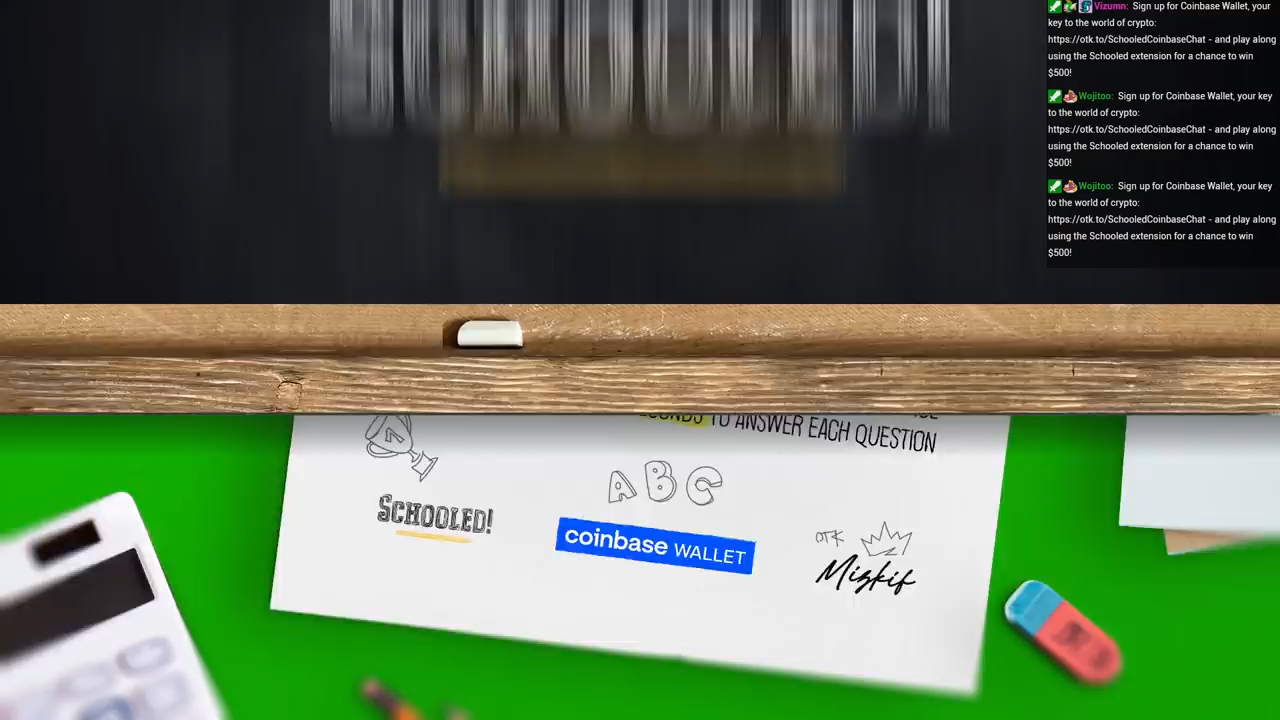 Vizumn: Sign up for Coinbase Wallet, your
key to the world of crypto:
https://otk.to/SchooledCoinbaseChat - and play along
using the Schooled extension for a chance to win
$500!
Wojitoo: Sign up for Coinbase Wallet, your key
to the world of crypto:
https://otk.to/SchooledCoinbaseChat - and play along
using the Schooled extension for a chance to win
$500!
Wojitoo: Sign up for Coinbase Wallet, your key
to the world of crypto:
https://otk.to/SchooledCoinbaseChat - and play along
using the Schooled extension for a chance to win
$500!
TO ANSWER EACH QUESTION
ABC
SCHOOLED!
coinbase WALLET
OTK
Mizkif